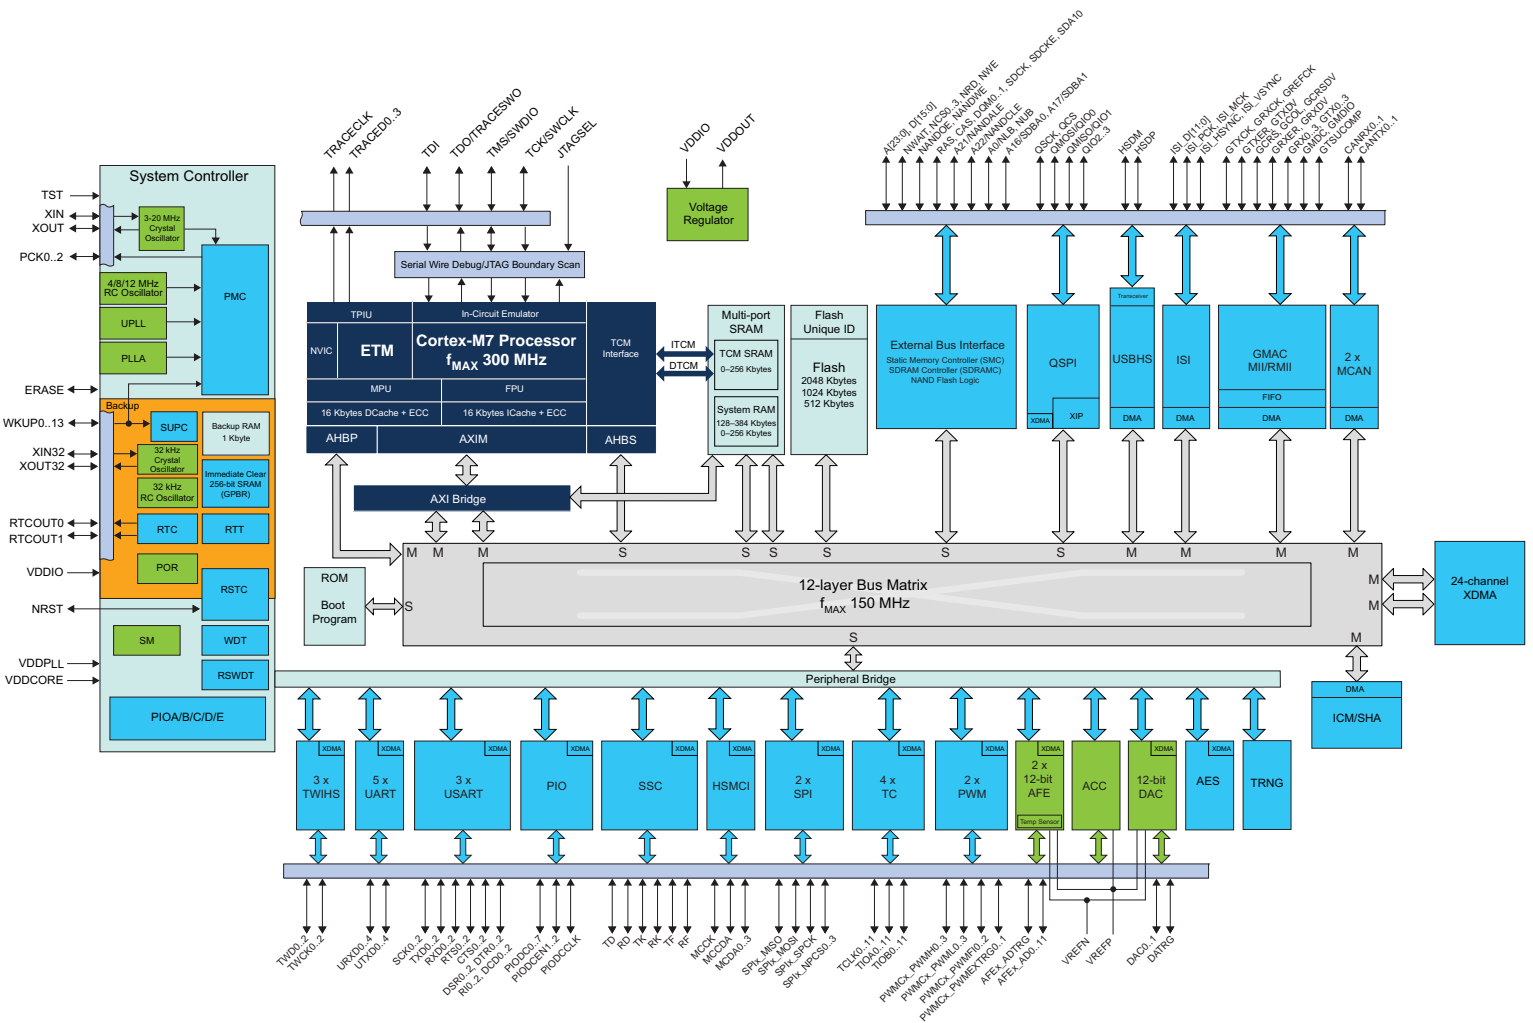 A[23:0], D[15:0]
NWAIT, NCS0..3, NRD, NWE
NANDOE, NANDWE
RAS, CAS, DQM0..1, SDCK, SDCKE, SDA10
A21/NANDALE
A22/NANDCLE
A0/NLB, NUB
A16/SDBA0, A17/SDBA1
QSCK, QCS
QMOSI/QIO0
QMISO/QIO1
QIO2..3
HSDM
HSDP
ISI_D[11:0]
ISI_PCK, ISI_MCK
ISI_HSYNC, ISI_VSYNC
GTXCK, GRXCK, GREFCK
GTXER, GTXDV
GCRS, GCOL, GCRSDV
GRXER, GRXDV
GRX0..3, GTX0..3
GMDC, GMDIO
GTSUCOMP
CANRX0..1
CANTX0..1
TRACECLK
TRACED0..3
TDI
TDO/TRACESWO
TMS/SWDIO
TCK/SWCLK
JTAGSEL
VDDIO
VDDOUT
Voltage
Regulator
System Controller
TST
XIN
XOUT
PCK0..2
ERASE
WKUP0..13
XIN32
XOUT32
RTCOUT0
RTCOUT1
VDDIO
NRST
VDDPLL
VDDCORE
3-20 MHz
Crystal
Oscillator
PMC
4/8/12 MHz
RC Oscillator
UPLL
PLLA
Backup
SUPC
Backup RAM
1 Kbyte
32 kHz
Crystal
Oscillator
Immediate Clear
256-bit SRAM
(GPBR)
32 kHz
RC Oscillator
RTC
RTT
POR
RSTC
SM
WDT
RSWDT
PIOA/B/C/D/E
Serial Wire Debug/JTAG Boundary Scan
TPIU
In-Circuit Emulator
NVIC
ETM
Cortex-M7 Processor
fMAX 300 MHz
TCM
Interface
MPU
FPU
16 Kbytes DCache + ECC
16 Kbytes ICache + ECC
AHBP
AXIM
AHBS
ITCM
DTCM
Multi-port
SRAM
TCM SRAM
0–256 Kbytes
System RAM
128–384 Kbytes
0–256 Kbytes
Flash
Unique ID
Flash
2048 Kbytes
1024 Kbytes
512 Kbytes
External Bus Interface
Static Memory Controller (SMC)
SDRAM Controller (SDRAMC)
NAND Flash Logic
QSPI
XDMA
XIP
Transceiver
USBHS
DMA
ISI
DMA
GMAC
MII/RMII
FIFO
DMA
2 x
MCAN
DMA
AXI Bridge
M M M S S S S S S M M M M
ROM
Boot
Program
S
12-layer Bus Matrix
fMAX 150 MHz
M
M
24-channel
XDMA
S
M
Peripheral Bridge
DMA
ICM/SHA
XDMA
3 x
TWIHS
XDMA
5 x
UART
XDMA
3 x
USART
XDMA
PIO
XDMA
SSC
XDMA
HSMCI
XDMA
2 x
SPI
XDMA
4 x
TC
XDMA
2 x
PWM
XDMA
2 x
12-bit
AFE
Temp Sensor
ACC
XDMA
12-bit
DAC
XDMA
AES
TRNG
TWD0..2
TWCK0..2
URXD0..4
UTXD0..4
SCK0..2
TXD0..2
RXD0..2
RTS0..2
CTS0..2
DSR0..2, DTR0..2
RI0..2, DCD0..2
PIODC0..7
PIODCEN1..2
PIODCCLK
TD
RD
TK
RK
TF
RF
MCCK
MCCDA
MCDA0..3
SPIx_MISO
SPIx_MOSI
SPIx_SPCK
SPIx_NPCS0..3
TCLK0..11
TIOA0..11
TIOB0..11
PWMCx_PWMH0..3
PWMCx_PWML0..3
PWMCx_PWMFI0..2
PWMCx_PWMEXTRG0..1
AFEx_ADTRG
AFEx_AD0..11
VREFN
VREFP
DAC0..1
DATRG